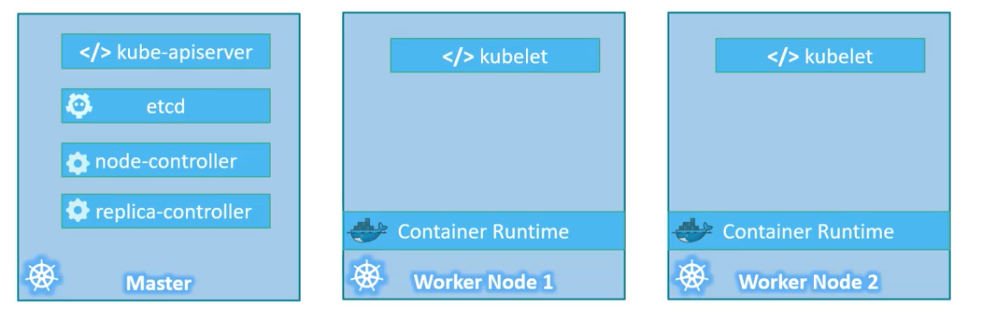 </> kube-apiserver
etcd
node-controller
replica-controller
Master
</> kubelet
Container Runtime
Worker Node 1
</> kubelet
Container Runtime
Worker Node 2